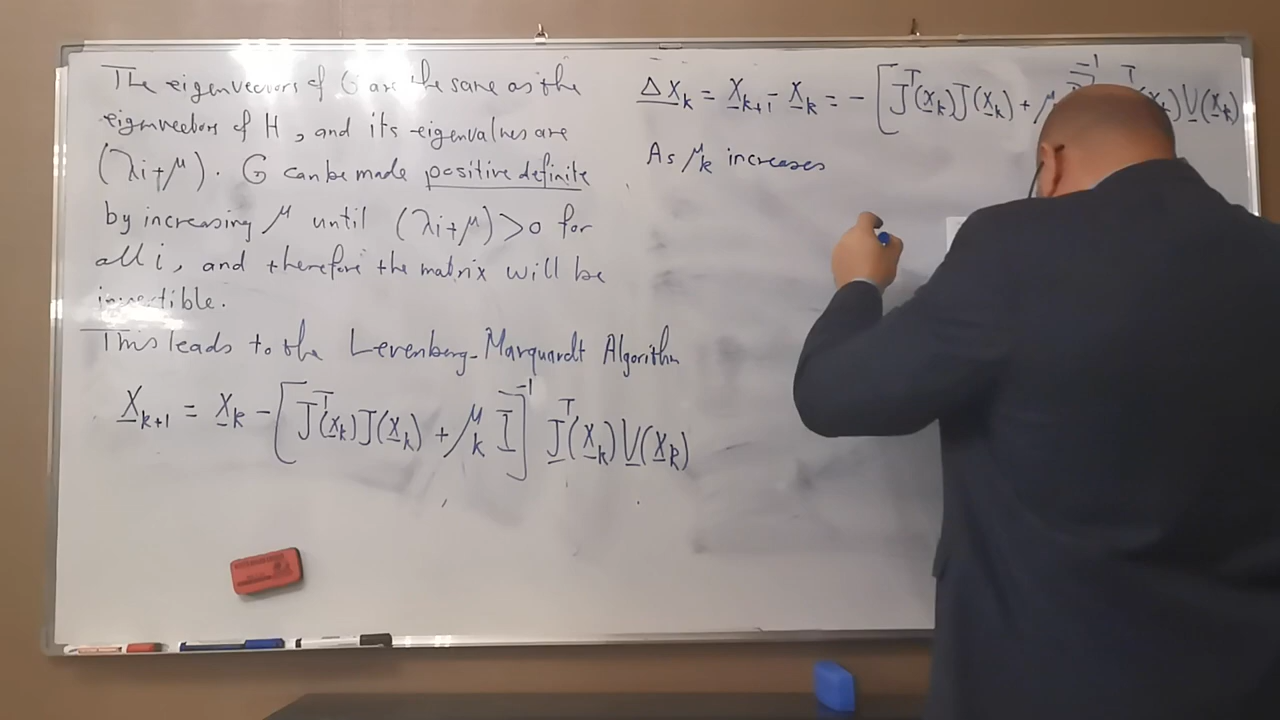 The eigenvectors of G are the same as the
eigenvectors of H, and its eigenvalues are
(λi+μ). G can be made positive definite
by increasing μ until (λi+μ)>0 for
all i, and therefore the matrix will be
invertible.
This leads to the Levenberg-Marquardt Algorithm
X_{k+1} = X_k - [J^T(X_k)J(X_k) + μ_k I]^{-1} J^T(X_k)V(X_k)
ΔX_k = X_{k+1} - X_k = - [J^T(X_k)J(X_k) + μ ]^{-1} ^T(X_k)V(X_k)
As μ_k increases